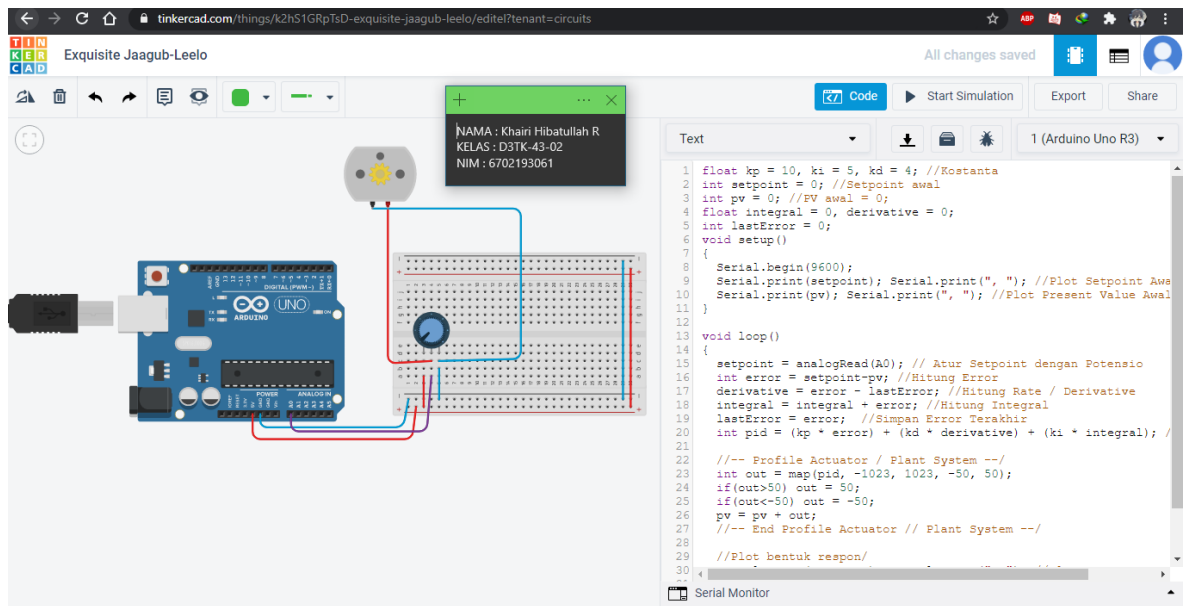 tinkercad.com/things/k2hS1GRpTsD-exquisite-jaagub-leelo/editel?tenant=circuits
ABP
TIN
KER
CAD
Exquisite Jaagub-Leelo
All changes saved
Code
Start Simulation
Export
Share
NAMA : Khairi Hibatullah R
KELAS : D3TK-43-02
NIM : 6702193061
Text
1 (Arduino Uno R3)
DIGITAL (PWM~)
UNO
ARDUINO
ON
TX
RX
POWER
ANALOG IN
1 float kp = 10, ki = 5, kd = 4; //Kostanta
2 int setpoint = 0; //Setpoint awal
3 int pv = 0; //PV awal = 0;
4 float integral = 0, derivative = 0;
5 int lastError = 0;
6 void setup()
7 {
8 Serial.begin(9600);
9 Serial.print(setpoint); Serial.print(", "); //Plot Setpoint Awa
10 Serial.print(pv); Serial.print(", "); //Plot Present Value Awal
11 }
12
13 void loop()
14 {
15 setpoint = analogRead(A0); // Atur Setpoint dengan Potensio
16 int error = setpoint-pv; //Hitung Error
17 derivative = error - lastError; //Hitung Rate / Derivative
18 integral = integral + error; //Hitung Integral
19 lastError = error; //Simpan Error Terakhir
20 int pid = (kp * error) + (kd * derivative) + (ki * integral); /
21
22 //-- Profile Actuator / Plant System --/
23 int out = map(pid, -1023, 1023, -50, 50);
24 if(out>50) out = 50;
25 if(out<-50) out = -50;
26 pv = pv + out;
27 //-- End Profile Actuator // Plant System --/
28
29 //Plot bentuk respon/
30
Serial Monitor